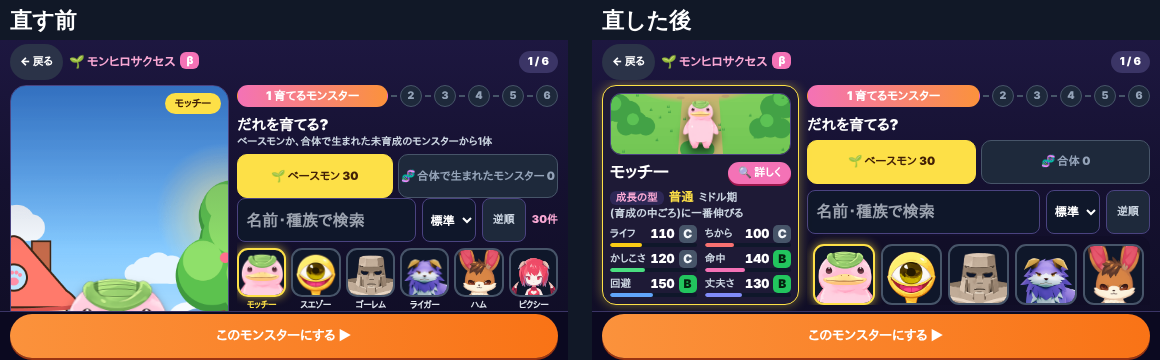 直す前
← 戻る
🌱 モンヒロサクセス β
1 / 6
モッチー
1 育てるモンスター 2 3 4 5 6
だれを育てる?
ベースモンか、合体で生まれた未育成のモンスターから1体
🌱 ベースモン 30
🧬 合体で生まれたモンスター 0
名前・種族で検索
標準
逆順
30件
モッチー
スエゾー
ゴーレム
ライガー
ハム
ピクシー
このモンスターにする ▶
直した後
← 戻る
🌱 モンヒロサクセス β
1 / 6
モッチー
🔍 詳しく
成長の型 普通 ミドル期
(育成の中ごろ)に一番伸びる
ライフ 110 C
ちから 100 C
かしこさ 120 C
命中 140 B
回避 150 B
丈夫さ 130 B
1 育てるモンスター 2 3 4 5 6
だれを育てる?
🌱 ベースモン 30
🧬 合体 0
名前・種族で検索
標準
逆順
このモンスターにする ▶